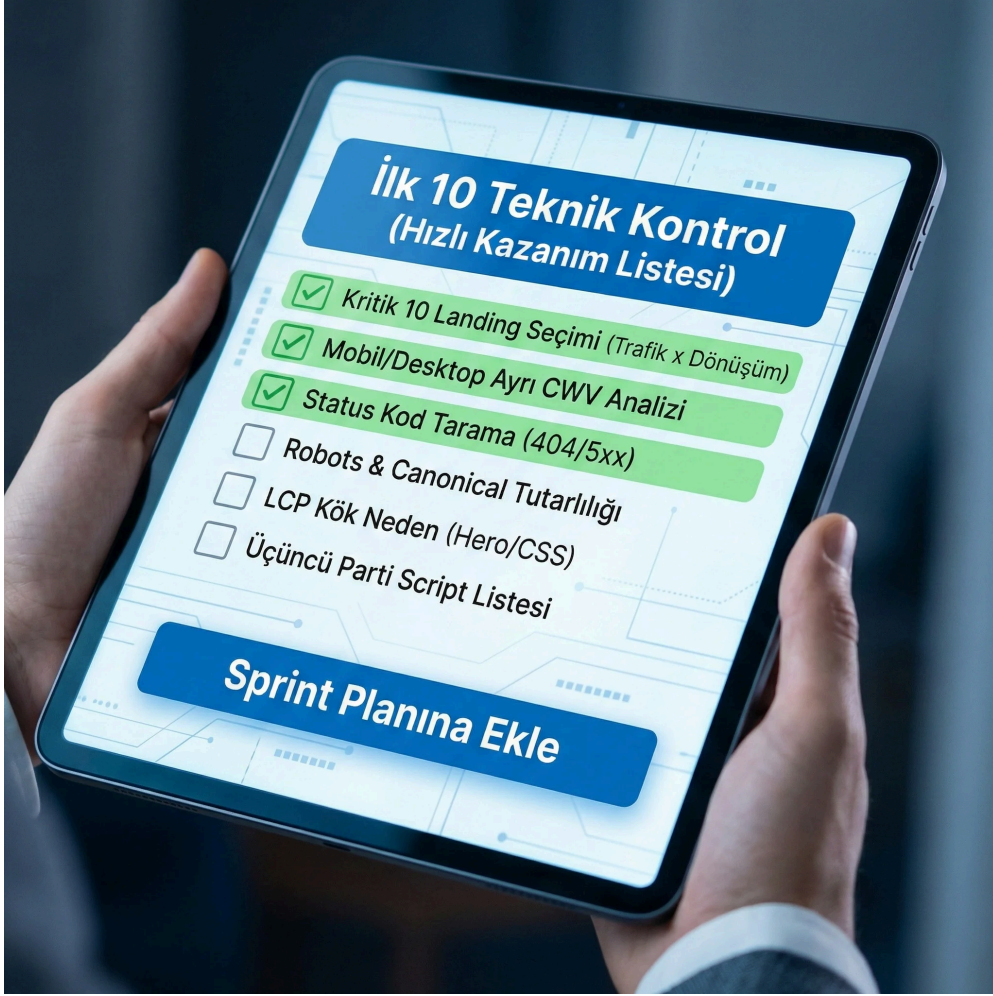 İlk 10 Teknik Kontrol
(Hızlı Kazanım Listesi)
Kritik 10 Landing Seçimi (Trafik x Dönüşüm)
Mobil/Desktop Ayrı CWV Analizi
Status Kod Tarama (404/5xx)
Robots & Canonical Tutarlılığı
LCP Kök Neden (Hero/CSS)
Üçüncü Parti Script Listesi
Sprint Planına Ekle